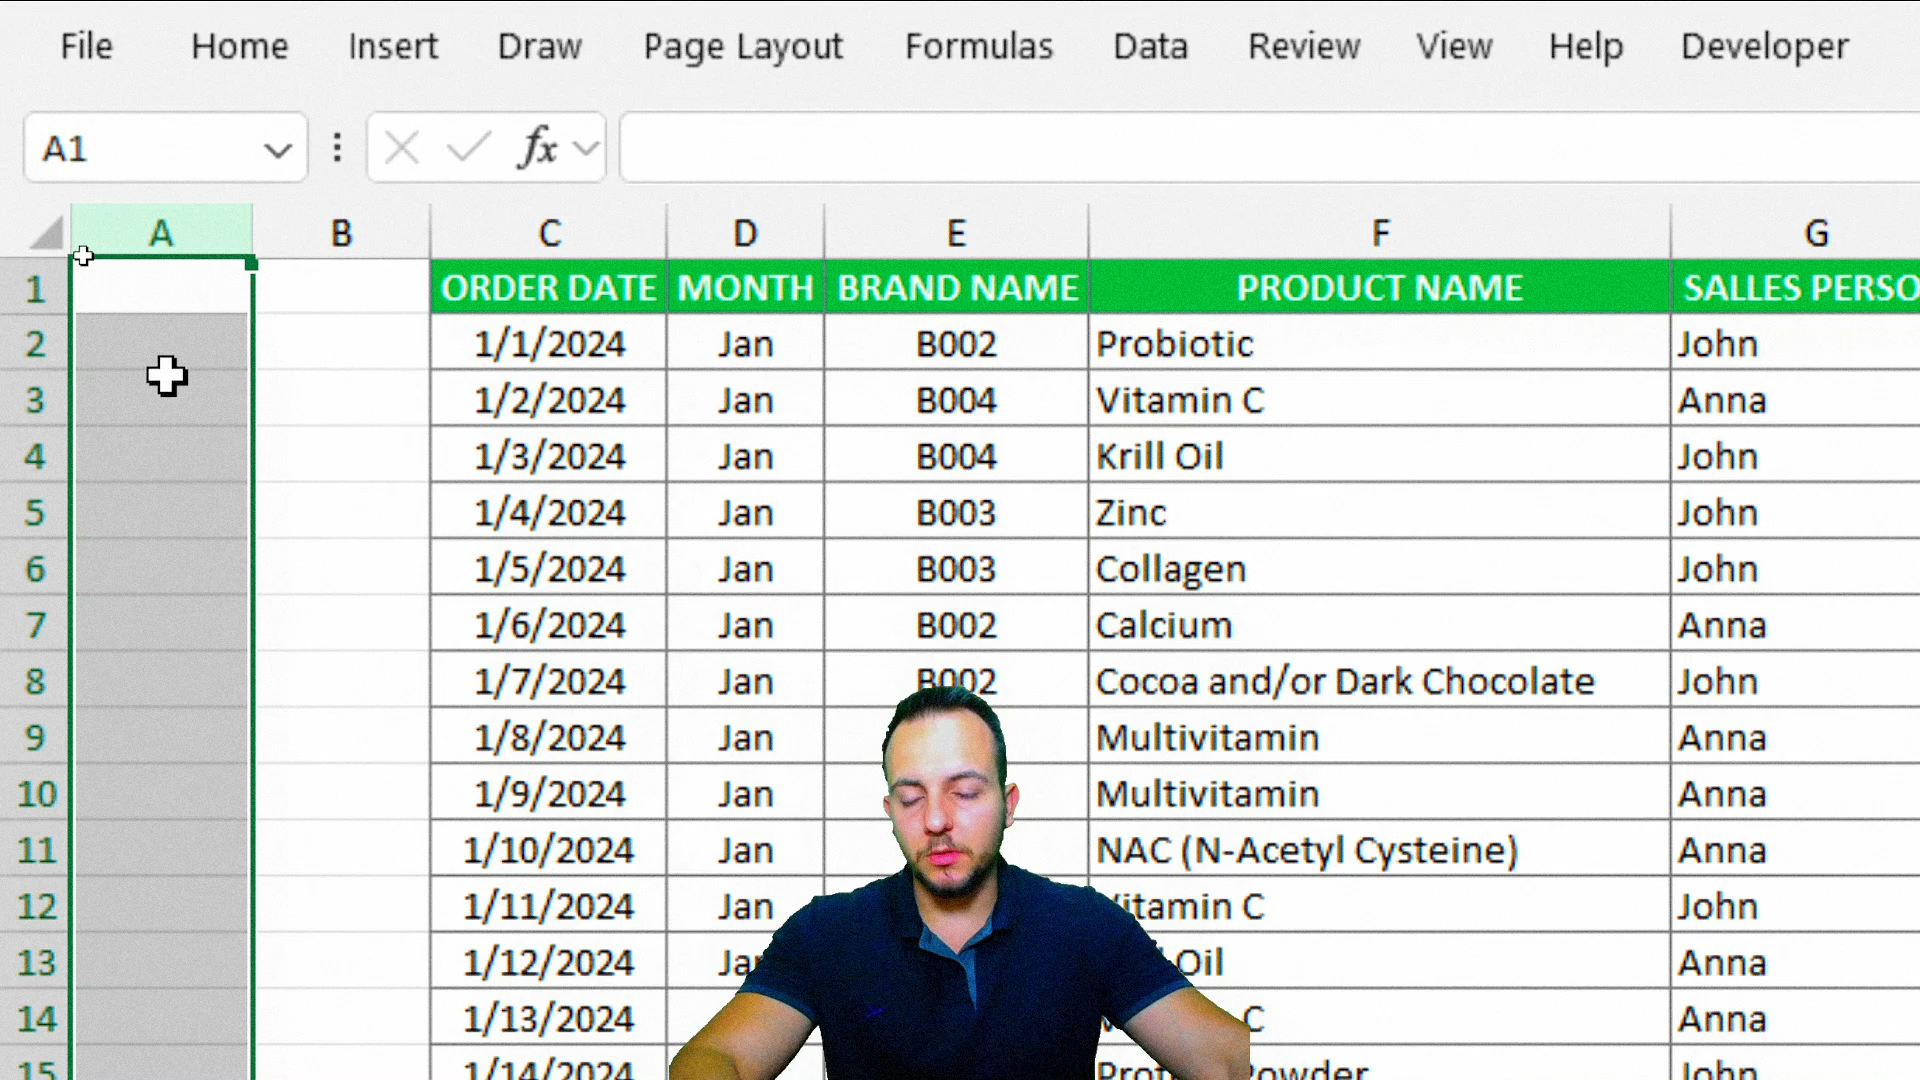 File Home Insert Draw Page Layout Formulas Data Review View Help Developer
A1 fx
A B C D E F G
1 ORDER DATE MONTH BRAND NAME PRODUCT NAME SALLES PERSO
2 1/1/2024 Jan B002 Probiotic John
3 1/2/2024 Jan B004 Vitamin C Anna
4 1/3/2024 Jan B004 Krill Oil John
5 1/4/2024 Jan B003 Zinc John
6 1/5/2024 Jan B003 Collagen John
7 1/6/2024 Jan B002 Calcium Anna
8 1/7/2024 Jan B002 Cocoa and/or Dark Chocolate John
9 1/8/2024 Jan Multivitamin Anna
10 1/9/2024 Jan Multivitamin Anna
11 1/10/2024 Jan NAC (N-Acetyl Cysteine) Anna
12 1/11/2024 Jan itamin C John
13 1/12/2024 Jan Oil Anna
14 1/13/2024 C Anna
15 1/14/2024 Powder John